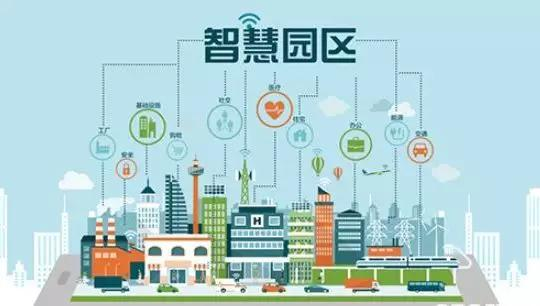 智慧园区
医疗
社交
基础设施
住宅
能源
办公
工厂
购物
交通
安全
H